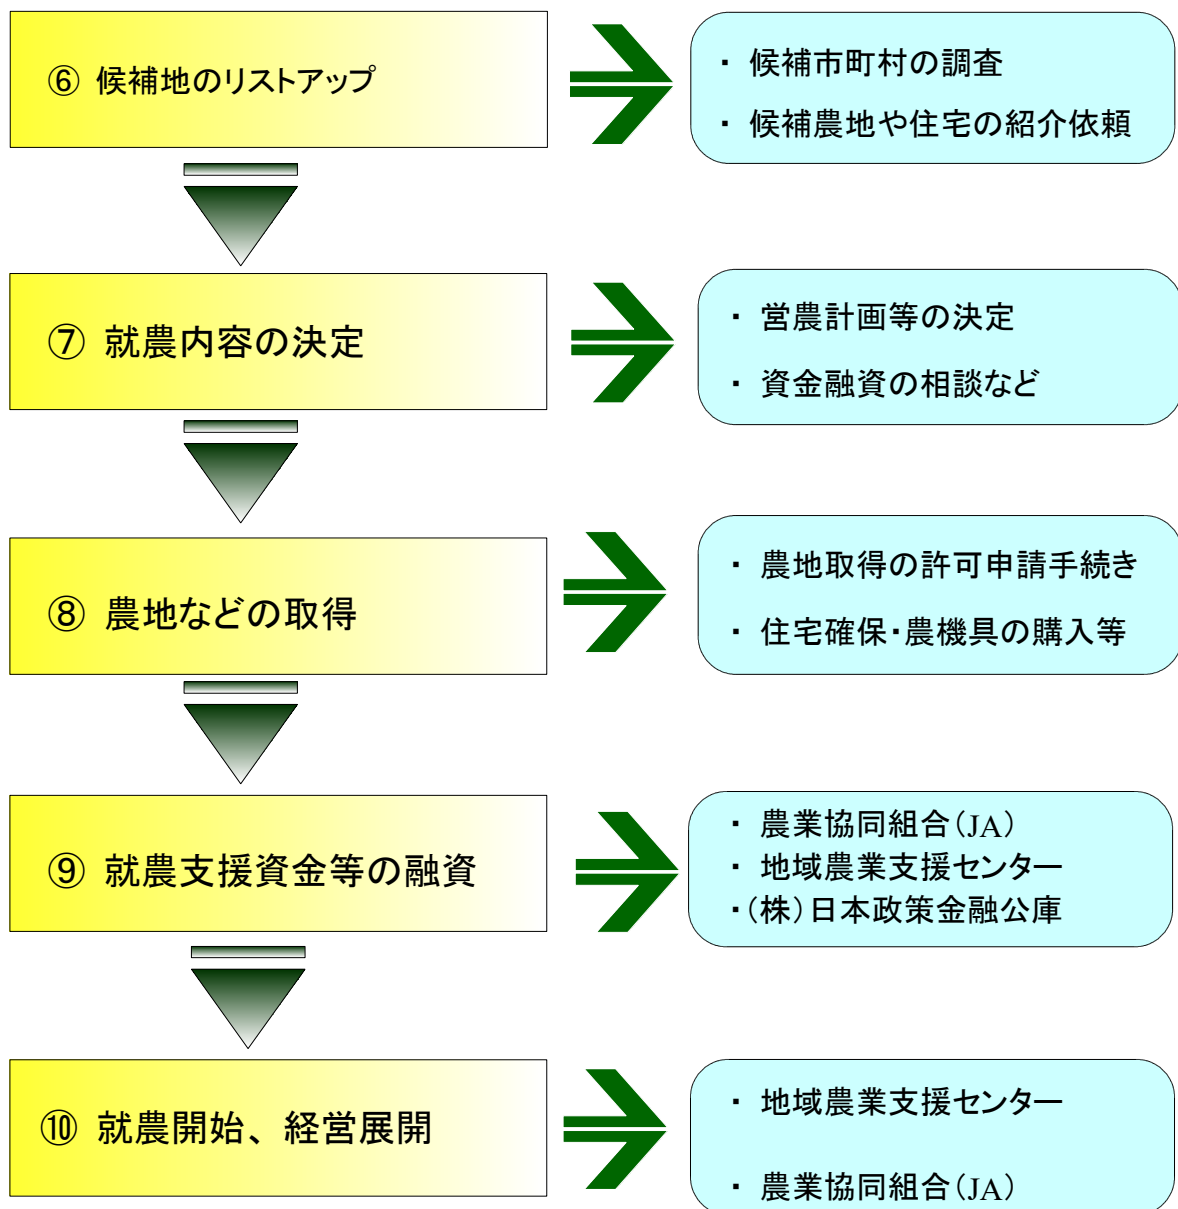 ⑥ 候補地のリストアップ
・ 候補市町村の調査
・ 候補農地や住宅の紹介依頼
⑦ 就農内容の決定
・ 営農計画等の決定
・ 資金融資の相談など
⑧ 農地などの取得
・ 農地取得の許可申請手続き
・ 住宅確保・農機具の購入等
⑨ 就農支援資金等の融資
・ 農業協同組合(JA)
・ 地域農業支援センター
・(株)日本政策金融公庫
⑩ 就農開始、経営展開
・ 地域農業支援センター
・ 農業協同組合(JA)